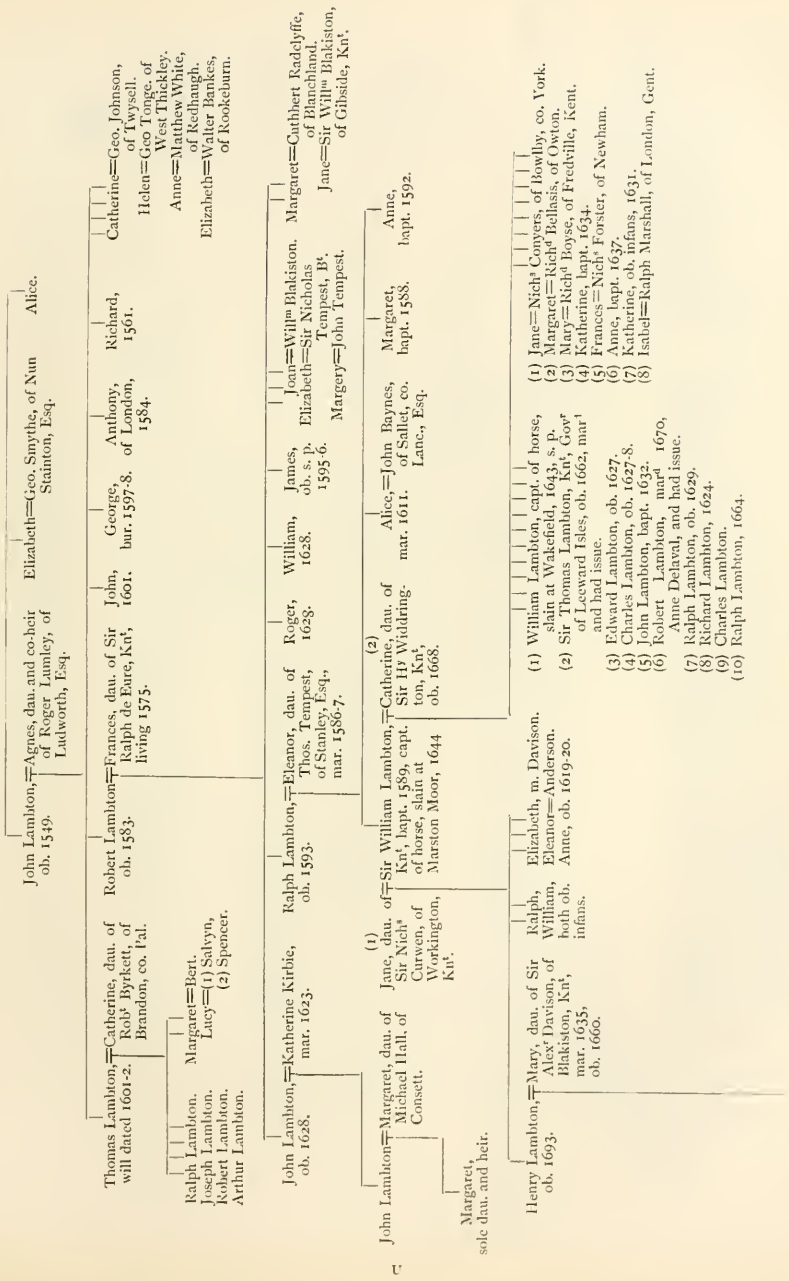 John Lambton,=Agnes, dau. and co-heir
ob. 1549.
of Roger Lumley, of
Ludworth, Esq.
Elizabeth=Geo. Smythe, of Nun
Stainton, Esq.
Alice.
Thomas Lambton,=Catherine, dau. of
will dated 1601-2.
Robt Byrkett, of
Brandon, co. Pal.
Robert Lambton=Frances, dau. of Sir
ob. 1583.
Ralph de Eure, Knt,
living 1575.
John,
1601.
George,
bur. 1597-8.
Anthony,
of London,
1584.
Richard,
1561.
Catherine=Geo. Johnson,
of Twysell.
Helen=Geo Tonge. of
West Thickley.
Anne=Matthew White,
of Redhaugh.
Elizabeth=Walter Bankes,
of Rookeburn.
Ralph Lambton.
Joseph Lambton.
Robert Lambton.
Arthur Lambton.
Margaret=Bert.
Lucy=(1) Salvyn,
(2) Spencer.
John Lambton,=Katherine Kirbie,
ob. 1628.
mar. 1623.
Ralph Lambton,=Eleanor, dau. of
ob. 1593.
Thos. Tempest,
of Stanley, Esq.,
mar. 1586-7.
Roger,
1628.
William,
1628.
James,
ob. s. p.
1595-6.
Joan=Willm Blakiston.
Elizabeth=Sir Nicholas
Tempest, Bt.
Margery=John Tempest.
Margaret=Cuthbert Radclyffe,
of Blanchland.
Jane=Sir Willm Blakiston,
of Gibside, Knt.
John Lambton=Margaret, dau. of
Michael Hall, of
Consett.
(1)
Jane, dau. of=Sir William Lambton,=Catherine, dau. of
Sir Nichs
Curwen, of
Workington,
Knt.
Knt, bapt. 1589, capt.
of horse, slain at
Marston Moor, 1644
(2)
Sir Hy Widdring-
ton, Knt,
ob. 1668.
Alice,=John Baynes,
mar. 1611.
of Sallet, co.
Lanc., Esq.
Margaret,
bapt. 1588.
Anne,
bapt. 1592.
Margaret,
sole dau. and heir.
Henry Lambton,=Mary, dau. of Sir
ob. 1693.
Alexr Davison, of
Blakiston, Knt,
mar. 1635,
ob. 1660.
Ralph,
William,
both ob.
infans.
Elizabeth, m. Davison.
Eleanor=Anderson.
Anne, ob. 1619-20.
(1) William Lambton, capt. of horse,
slain at Wakefield, 1643, s. p.
(2) Sir Thomas Lambton, Knt, Govr
of Leeward Isles, ob. 1662, mard
and had issue.
(3) Edward Lambton, ob. 1627.
(4) Charles Lambton, ob. 1627-8.
(5) John Lambton, bapt. 1632.
(6) Robert Lambton, mard 1670,
Anne Delaval, and had issue.
(7) Ralph Lambton, ob. 1629.
(8) Richard Lambton, 1624.
(9) Charles Lambton.
(10) Ralph Lambton, 1664.
(1) Jane=Nichs Conyers, of Bowlby, co. York.
(2) Margaret=Richd Bellasis, of Owton.
(3) Mary=Richd Boyse, of Fredville, Kent.
(4) Katherine, bapt. 1634.
(5) Frances=Nichs Forster, of Newham.
(6) Anne, bapt. 1637.
(7) Katherine, ob. infans, 1631.
(8) Isabel=Ralph Marshall, of London, Gent.
U